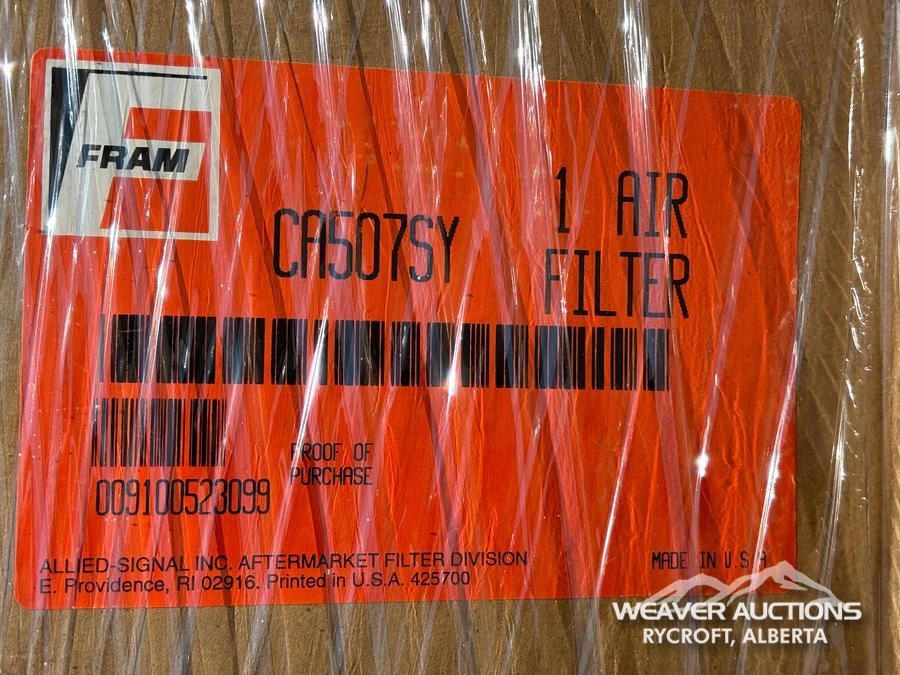 FRAM
CA507SY
1 AIR
FILTER
PROOF OF
PURCHASE
009100523099
ALLIED-SIGNAL INC. AFTERMARKET FILTER DIVISION
E. Providence, RI 02916. Printed in U.S.A. 425700
MADE IN U.S.A.
WEAVER AUCTIONS
RYCROFT, ALBERTA